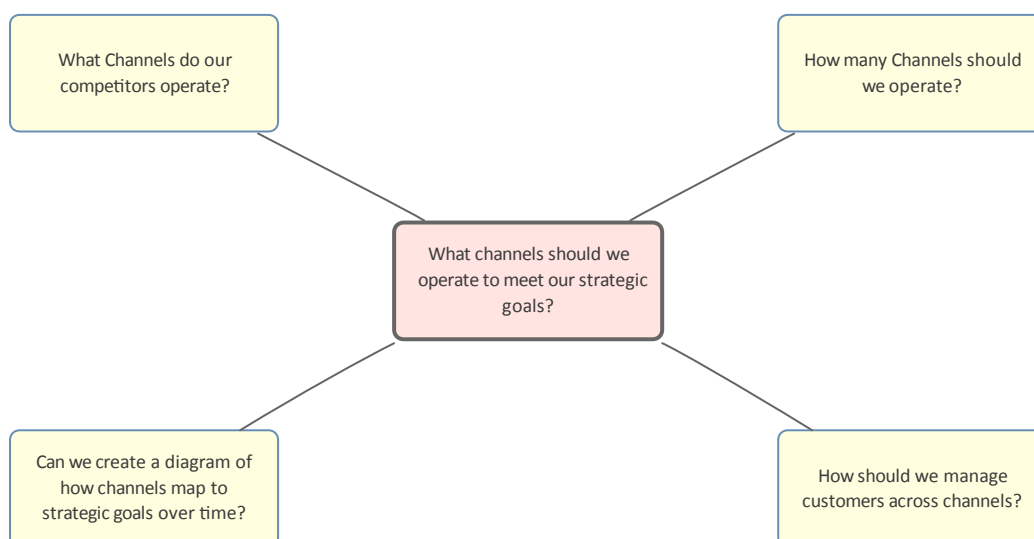 What Channels do our
competitors operate?
How many Channels should
we operate?
What channels should we
operate to meet our strategic
goals?
Can we create a diagram of
how channels map to
strategic goals over time?
How should we manage
customers across channels?